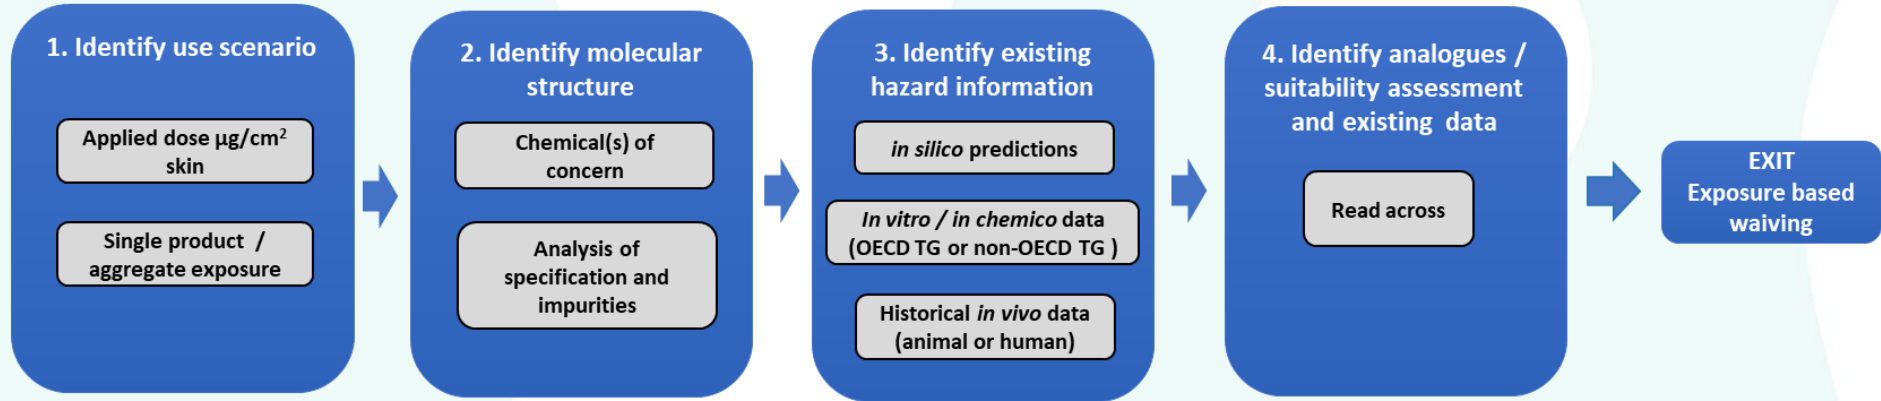 1. Identify use scenario
Applied dose µg/cm²
skin
Single product /
aggregate exposure
2. Identify molecular
structure
Chemical(s) of
concern
Analysis of
specification and
impurities
3. Identify existing
hazard information
in silico predictions
In vitro / in chemico data
(OECD TG or non-OECD TG )
Historical in vivo data
(animal or human)
4. Identify analogues /
suitability assessment
and existing data
Read across
EXIT
Exposure based
waiving